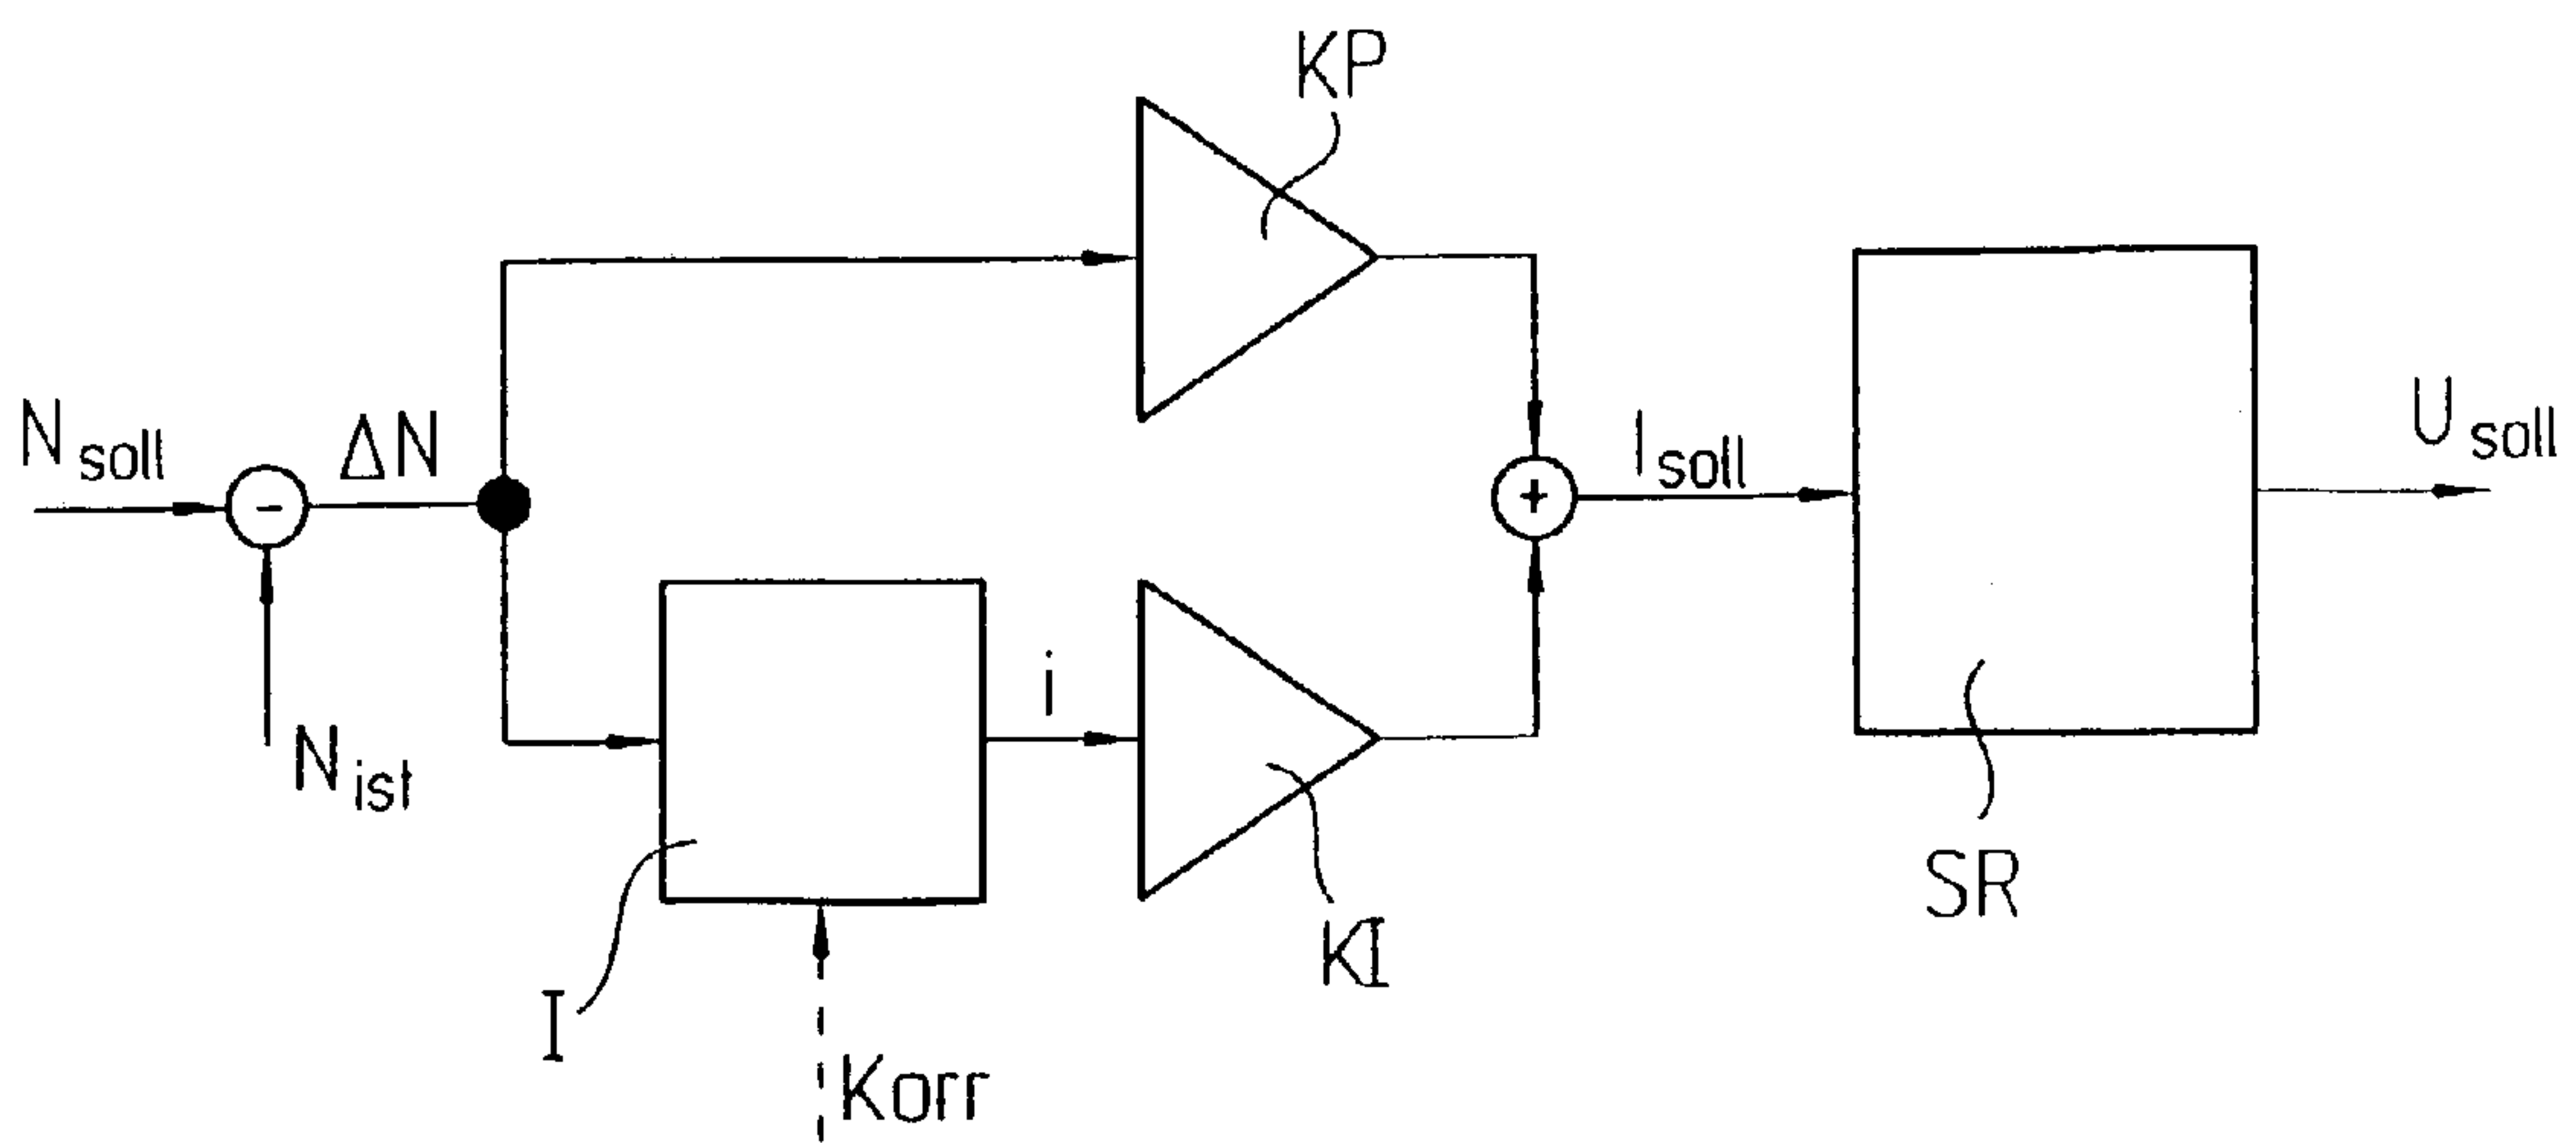 KP
N soll
ΔN
I soll
U soll
N ist
i
SR
KI
I
Korr
-
+